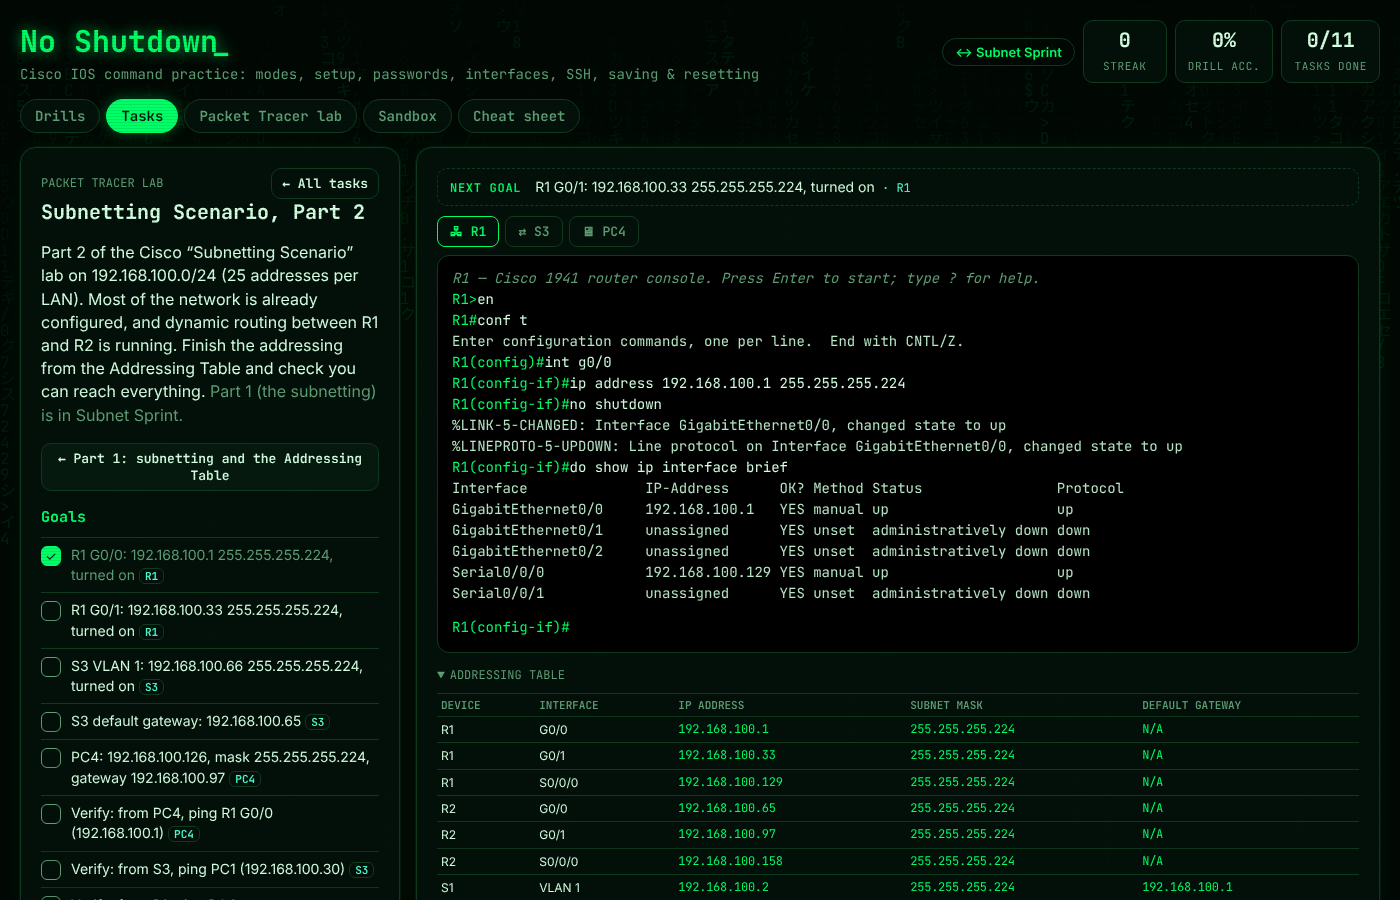 No Shutdown_
Cisco IOS command practice: modes, setup, passwords, interfaces, SSH, saving & resetting
↔ Subnet Sprint
0
STREAK
0%
DRILL ACC.
0/11
TASKS DONE
Drills
Tasks
Packet Tracer lab
Sandbox
Cheat sheet
PACKET TRACER LAB
← All tasks
Subnetting Scenario, Part 2
Part 2 of the Cisco “Subnetting Scenario”
lab on 192.168.100.0/24 (25 addresses per
LAN). Most of the network is already
configured, and dynamic routing between R1
and R2 is running. Finish the addressing
from the Addressing Table and check you
can reach everything. Part 1 (the subnetting)
is in Subnet Sprint.
← Part 1: subnetting and the Addressing
Table
Goals
R1 G0/0: 192.168.100.1 255.255.255.224,
turned on R1
R1 G0/1: 192.168.100.33 255.255.255.224,
turned on R1
S3 VLAN 1: 192.168.100.66 255.255.255.224,
turned on S3
S3 default gateway: 192.168.100.65 S3
PC4: 192.168.100.126, mask 255.255.255.224,
gateway 192.168.100.97 PC4
Verify: from PC4, ping R1 G0/0
(192.168.100.1) PC4
Verify: from S3, ping PC1 (192.168.100.30) S3
NEXT GOAL R1 G0/1: 192.168.100.33 255.255.255.224, turned on · R1
R1
⇄ S3
PC4
R1 — Cisco 1941 router console. Press Enter to start; type ? for help.
R1>en
R1#conf t
Enter configuration commands, one per line.  End with CNTL/Z.
R1(config)#int g0/0
R1(config-if)#ip address 192.168.100.1 255.255.255.224
R1(config-if)#no shutdown
%LINK-5-CHANGED: Interface GigabitEthernet0/0, changed state to up
%LINEPROTO-5-UPDOWN: Line protocol on Interface GigabitEthernet0/0, changed state to up
R1(config-if)#do show ip interface brief
Interface IP-Address OK? Method Status Protocol
GigabitEthernet0/0 192.168.100.1 YES manual up up
GigabitEthernet0/1 unassigned YES unset administratively down down
GigabitEthernet0/2 unassigned YES unset administratively down down
Serial0/0/0 192.168.100.129 YES manual up up
Serial0/0/1 unassigned YES unset administratively down down
R1(config-if)#
▼ ADDRESSING TABLE
DEVICE INTERFACE IP ADDRESS SUBNET MASK DEFAULT GATEWAY
R1 G0/0 192.168.100.1 255.255.255.224 N/A
R1 G0/1 192.168.100.33 255.255.255.224 N/A
R1 S0/0/0 192.168.100.129 255.255.255.224 N/A
R2 G0/0 192.168.100.65 255.255.255.224 N/A
R2 G0/1 192.168.100.97 255.255.255.224 N/A
R2 S0/0/0 192.168.100.158 255.255.255.224 N/A
S1 VLAN 1 192.168.100.2 255.255.255.224 192.168.100.1